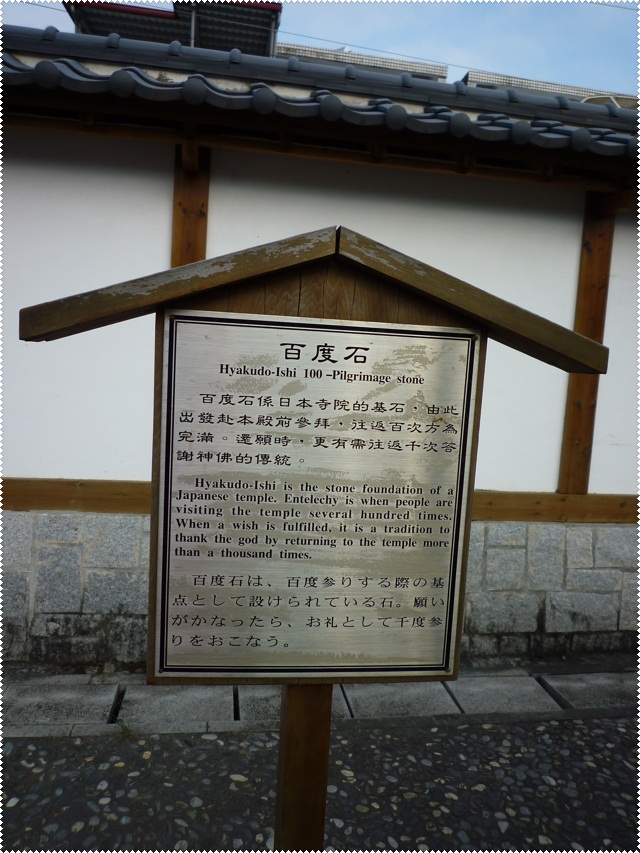 百度石
Hyakudo-Ishi 100 -Pilgrimage stone
百度石係日本寺院的基石，由此
出發赴本殿前參拜，往返百次方為
完滿。還願時，更有需往返千次答
謝神佛的傳統。
Hyakudo-Ishi is the stone foundation of a
Japanese temple. Entelechy is when people are
visiting the temple several hundred times.
When a wish is fulfilled, it is a tradition to
thank the god by returning to the temple more
than a thousand times.
百度石は、百度参りする際の基
点として設けられている石。願い
がかなったら、お礼として千度参
りをおこなう。